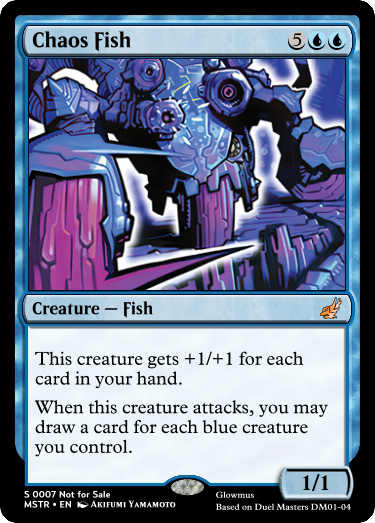 Chaos Fish 5
Creature — Fish
This creature gets +1/+1 for each
card in your hand.
When this creature attacks, you may
draw a card for each blue creature
you control.
1/1
S 0007 Not for Sale
MSTR • EN Akifumi Yamamoto
Glowmus
Based on Duel Masters DM01-04